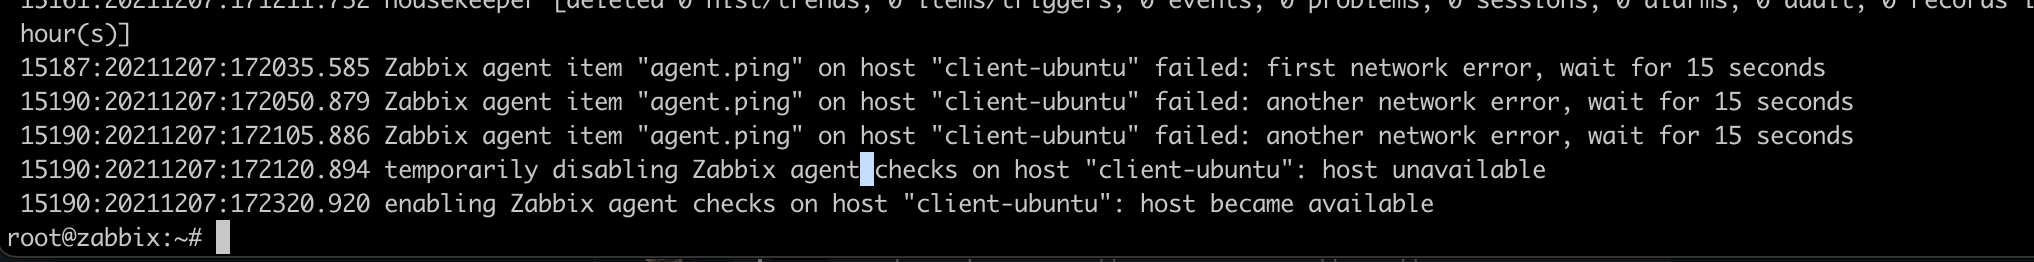 15161:20211207:171211.732 housekeeper [deleted 0 hist/trends, 0 items/triggers, 0 events, 0 problems, 0 sessions, 0 alarms, 0 audit, 0 records
hour(s)]
15187:20211207:172035.585 Zabbix agent item "agent.ping" on host "client-ubuntu" failed: first network error, wait for 15 seconds
15190:20211207:172050.879 Zabbix agent item "agent.ping" on host "client-ubuntu" failed: another network error, wait for 15 seconds
15190:20211207:172105.886 Zabbix agent item "agent.ping" on host "client-ubuntu" failed: another network error, wait for 15 seconds
15190:20211207:172120.894 temporarily disabling Zabbix agent checks on host "client-ubuntu": host unavailable
15190:20211207:172320.920 enabling Zabbix agent checks on host "client-ubuntu": host became available
root@zabbix:~#